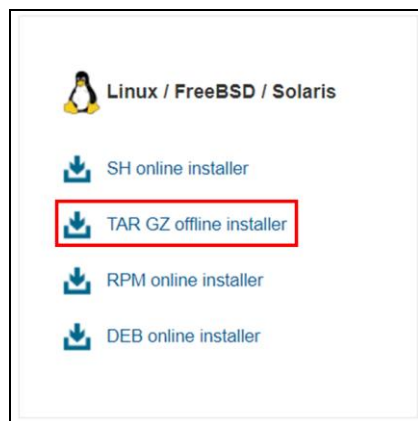 Linux / FreeBSD / Solaris
SH online installer
TAR GZ offline installer
RPM online installer
DEB online installer